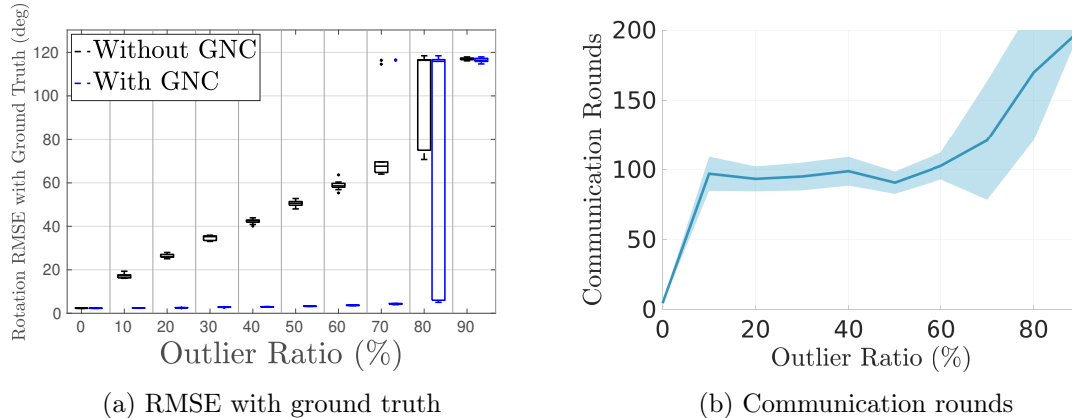 Rotation RMSE with Ground Truth (deg)
120
100
80
60
40
20
0
Without GNC
With GNC
0 10 20 30 40 50 60 70 80 90
Outlier Ratio (%)
(a) RMSE with ground truth
Communication Rounds
200
150
100
50
0
0 20 40 60 80
Outlier Ratio (%)
(b) Communication rounds